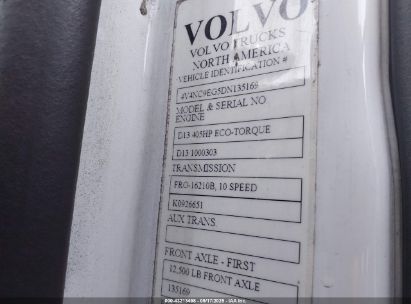 VOLVO
VOLVO TRUCKS
NORTH AMERICA
VEHICLE IDENTIFICATION #
4V4NC9EG5DN135169
MODEL & SERIAL NO
ENGINE
D13 405HP ECO-TORQUE
D13 1000303
TRANSMISSION
FRO-16210B, 10 SPEED
K0926651
AUX TRANS.
FRONT AXLE - FIRST
12,500 LB FRONT AXLE
135169